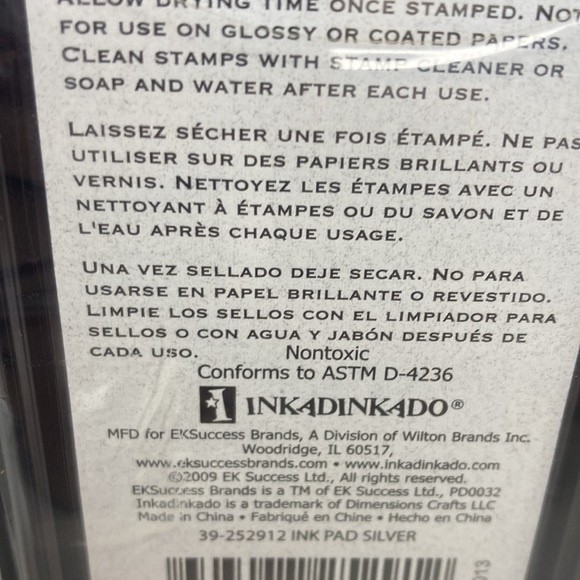 ALLOW DRYING TIME ONCE STAMPED. NOT
FOR USE ON GLOSSY OR COATED PAPERS.
CLEAN STAMPS WITH STAMP CLEANER OR
SOAP AND WATER AFTER EACH USE.
LAISSEZ SÉCHER UNE FOIS ÉTAMPÉ. NE PAS
UTILISER SUR DES PAPIERS BRILLANTS OU
VERNIS. NETTOYEZ LES ÉTAMPES AVEC UN
NETTOYANT À ÉTAMPES OU DU SAVON ET DE
L'EAU APRÈS CHAQUE USAGE.
UNA VEZ SELLADO DEJE SECAR. NO PARA
USARSE EN PAPEL BRILLANTE O REVESTIDO.
LIMPIE LOS SELLOS CON EL LIMPIADOR PARA
SELLOS O CON AGUA Y JABÓN DESPUÉS DE
CADA USO.
Nontoxic
Conforms to ASTM D-4236
INKADINKADO®
MFD for EKSuccess Brands, A Division of Wilton Brands Inc.
Woodridge, IL 60517,
www.eksuccessbrands.com • www.inkadinkado.com
©2009 EK Success Ltd., All rights reserved.
EKSuccess Brands is a TM of EK Success Ltd., PD0032
Inkadinkado is a trademark of Dimensions Crafts LLC
Made in China • Fabriqué en Chine • Hecho en China
39-252912 INK PAD SILVER